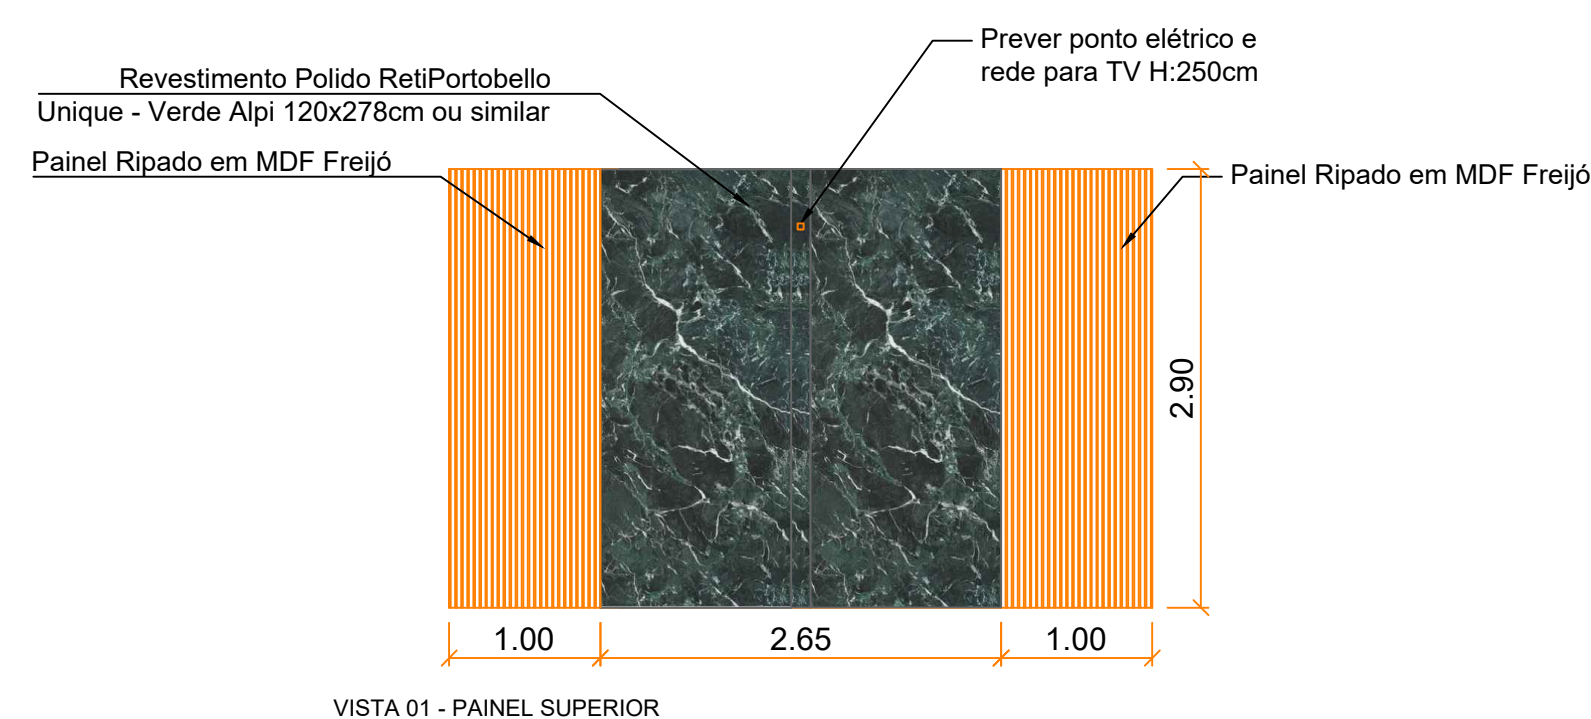 Prever ponto elétrico e
rede para TV H:250cm
Revestimento Polido RetiPortobello
Unique - Verde Alpi 120x278cm ou similar
Painel Ripado em MDF Freijó
Painel Ripado em MDF Freijó
2.90
1.00
2.65
1.00
VISTA 01 - PAINEL SUPERIOR